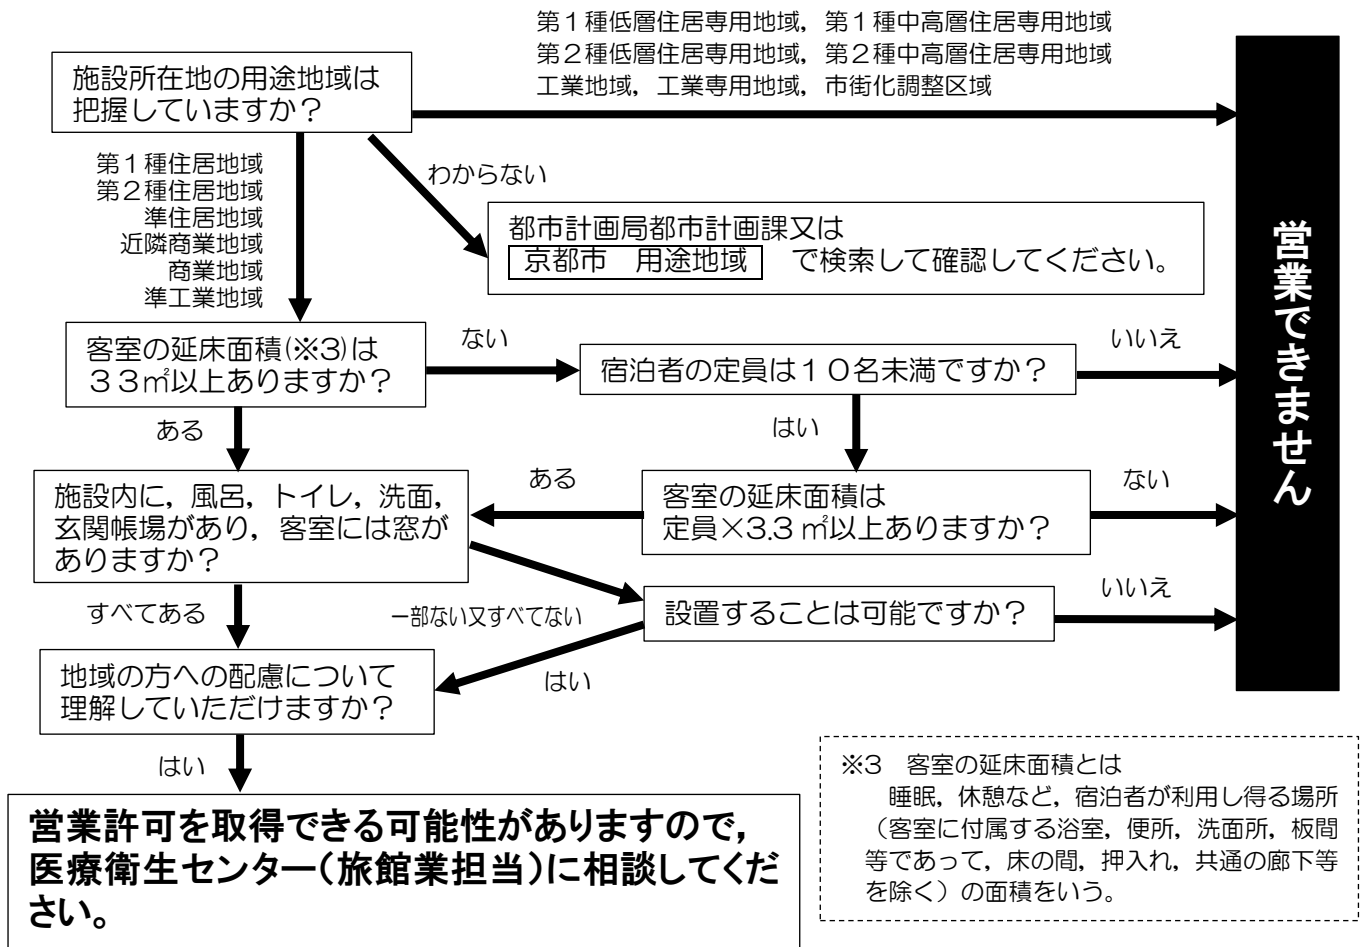 第１種低層住居専用地域，第１種中高層住居専用地域
第２種低層住居専用地域，第２種中高層住居専用地域
工業地域，工業専用地域，市街化調整区域
施設所在地の用途地域は
把握していますか？
第１種住居地域
第２種住居地域
準住居地域
近隣商業地域
商業地域
準工業地域
わからない
都市計画局都市計画課又は
京都市　用途地域　で検索して確認してください。
営業できません
客室の延床面積(※3)は
３３㎡以上ありますか？
ない
宿泊者の定員は１０名未満ですか？
いいえ
ある
はい
施設内に，風呂，トイレ，洗面，
玄関帳場があり，客室には窓が
ありますか？
ある
客室の延床面積は
定員×3.3 ㎡以上ありますか？
ない
すべてある
一部ない又すべてない
設置することは可能ですか？
いいえ
はい
地域の方への配慮について
理解していただけますか？
はい
営業許可を取得できる可能性がありますので，
医療衛生センター(旅館業担当)に相談してくだ
さい。
※3　客室の延床面積とは
睡眠，休憩など，宿泊者が利用し得る場所
（客室に付属する浴室，便所，洗面所，板間
等であって，床の間，押入れ，共通の廊下等
を除く）の面積をいう。